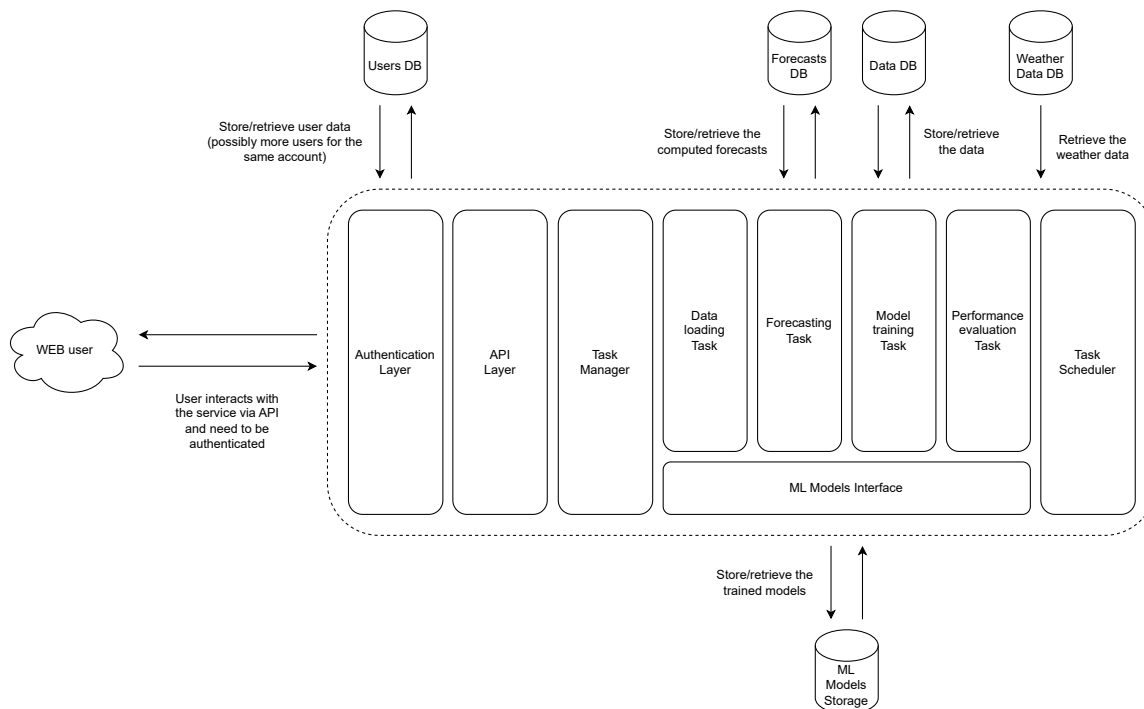 Users DB
Forecasts
DB
Data DB
Weather
Data DB
Store/retrieve user data
(possibly more users for the
same account)
Store/retrieve the
computed forecasts
Store/retrieve
the data
Retrieve the
weather data
WEB user
User interacts with
the service via API
and need to be
authenticated
Authentication
Layer
API
Layer
Task
Manager
Data
loading
Task
Forecasting
Task
Model
training
Task
Performance
evaluation
Task
Task
Scheduler
ML Models Interface
Store/retrieve the
trained models
ML
Models
Storage